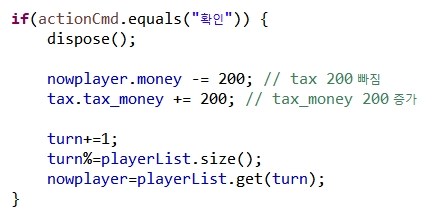 if(actionCmd.equals("확인")) {
dispose();
nowplayer.money -= 200; // tax 200 빠짐
tax.tax_money += 200; // tax_money 200 증가
turn+=1;
turn%=playerList.size();
nowplayer=playerList.get(turn);
}